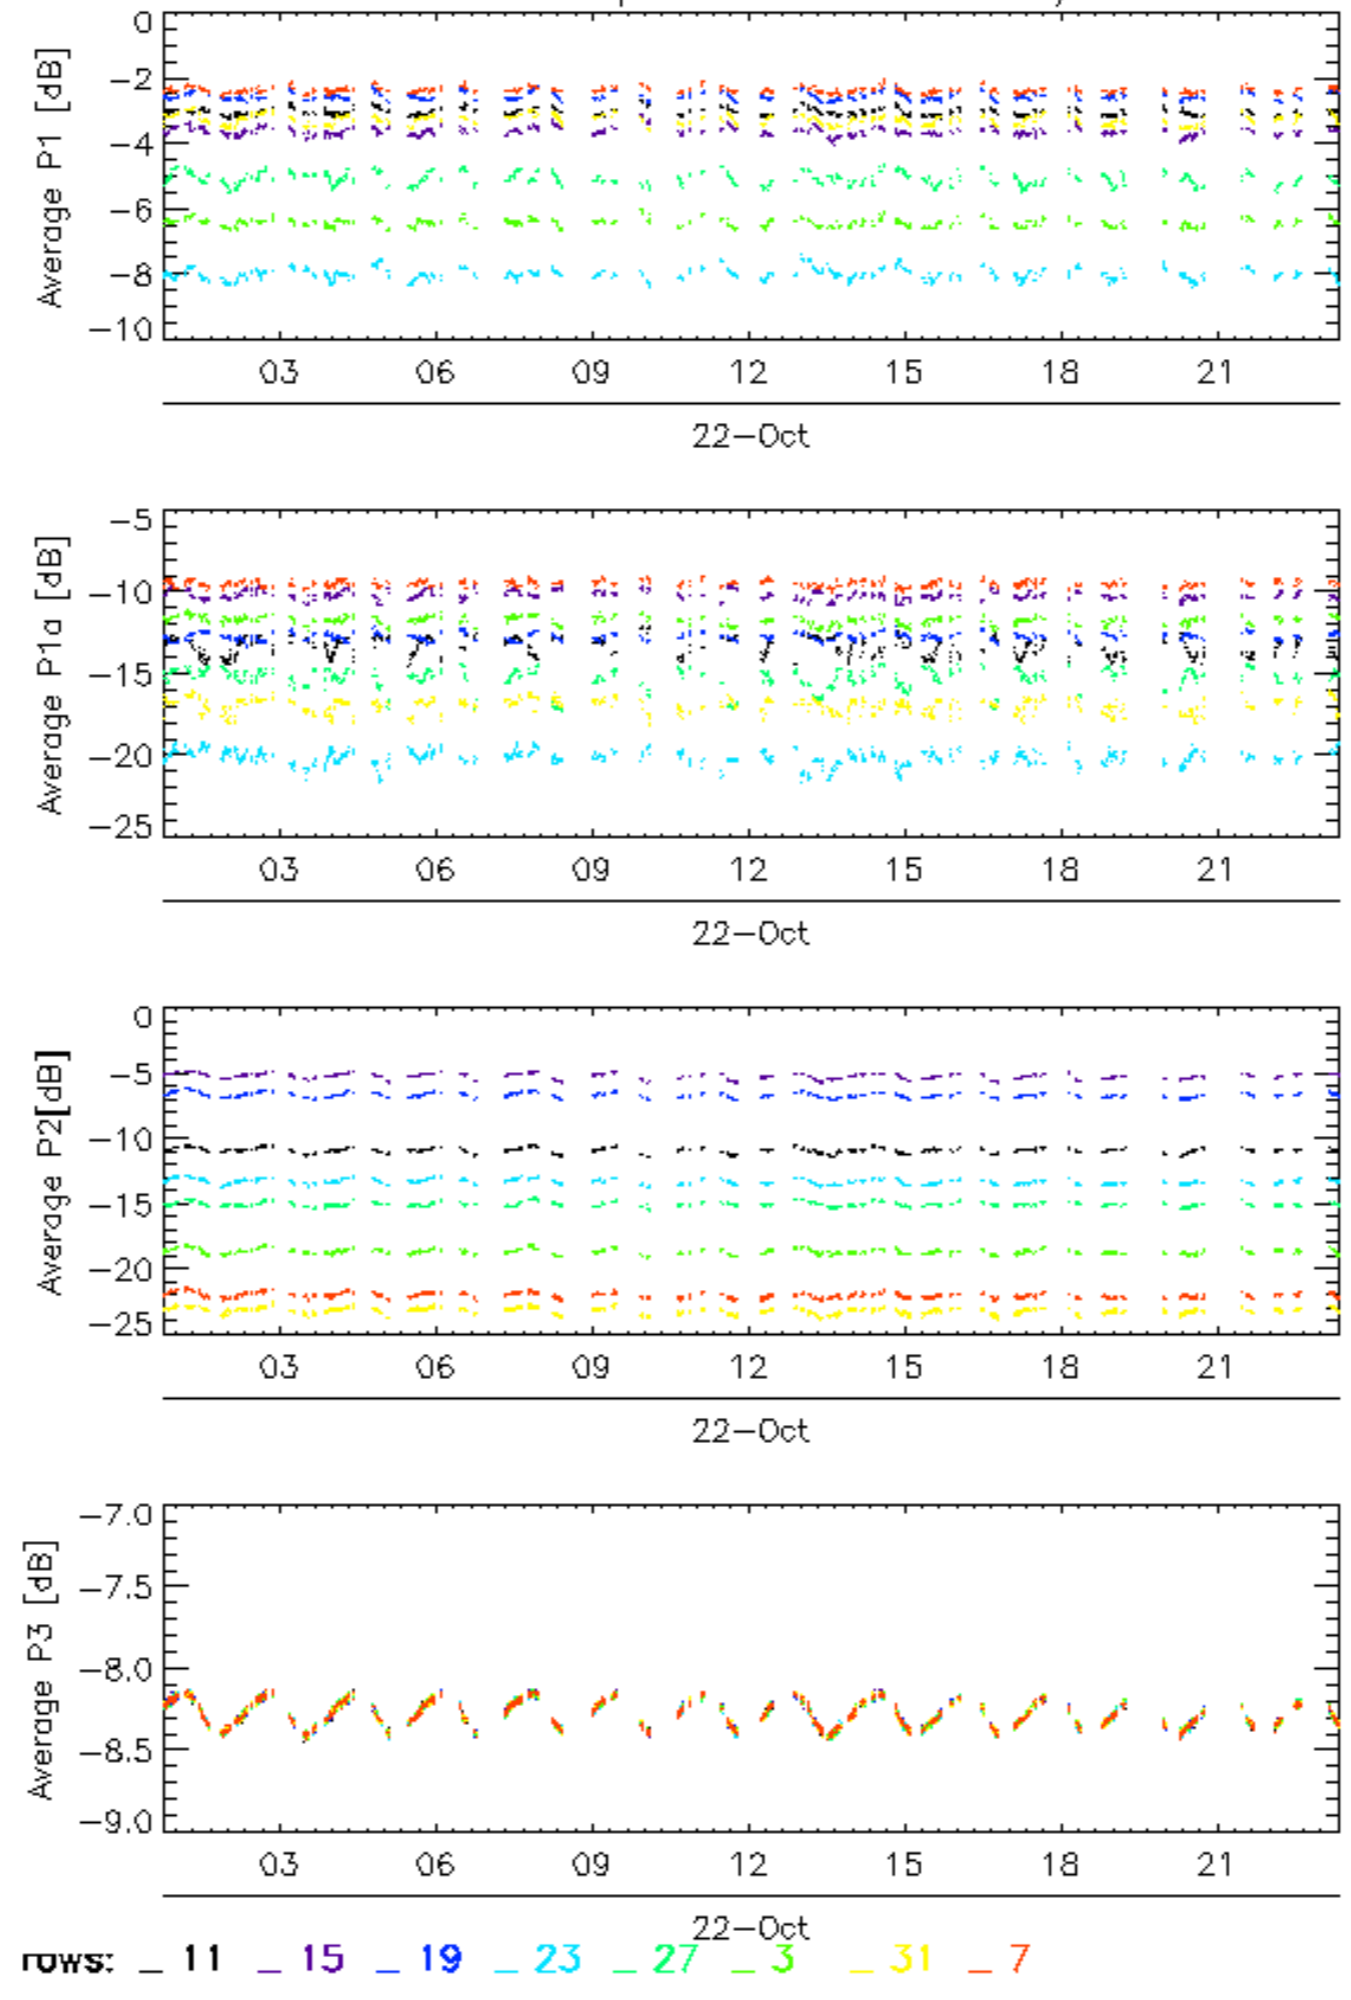 Average P1 [dB]
0
−2
−4
−6
−8
−10
03 06 09 12 15 18 21
22−Oct
Average P1a [dB]
−5
−10
−15
−20
−25
03 06 09 12 15 18 21
22−Oct
Average P2[dB]
0
−5
−10
−15
−20
−25
03 06 09 12 15 18 21
22−Oct
Average P3 [dB]
−7.0
−7.5
−8.0
−8.5
−9.0
03 06 09 12 15 18 21
22−Oct
rows: _ 11 _ 15 _ 19 _ 23 _ 27 _ 3 _ 31 _ 7